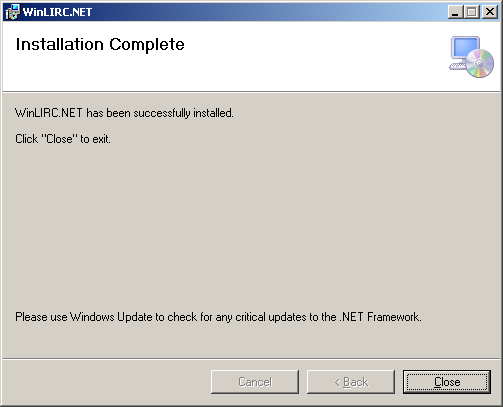 WinLIRC.NET
Installation Complete
WinLIRC.NET has been successfully installed.
Click "Close" to exit.
Please use Windows Update to check for any critical updates to the .NET Framework.
Cancel
< Back
Close